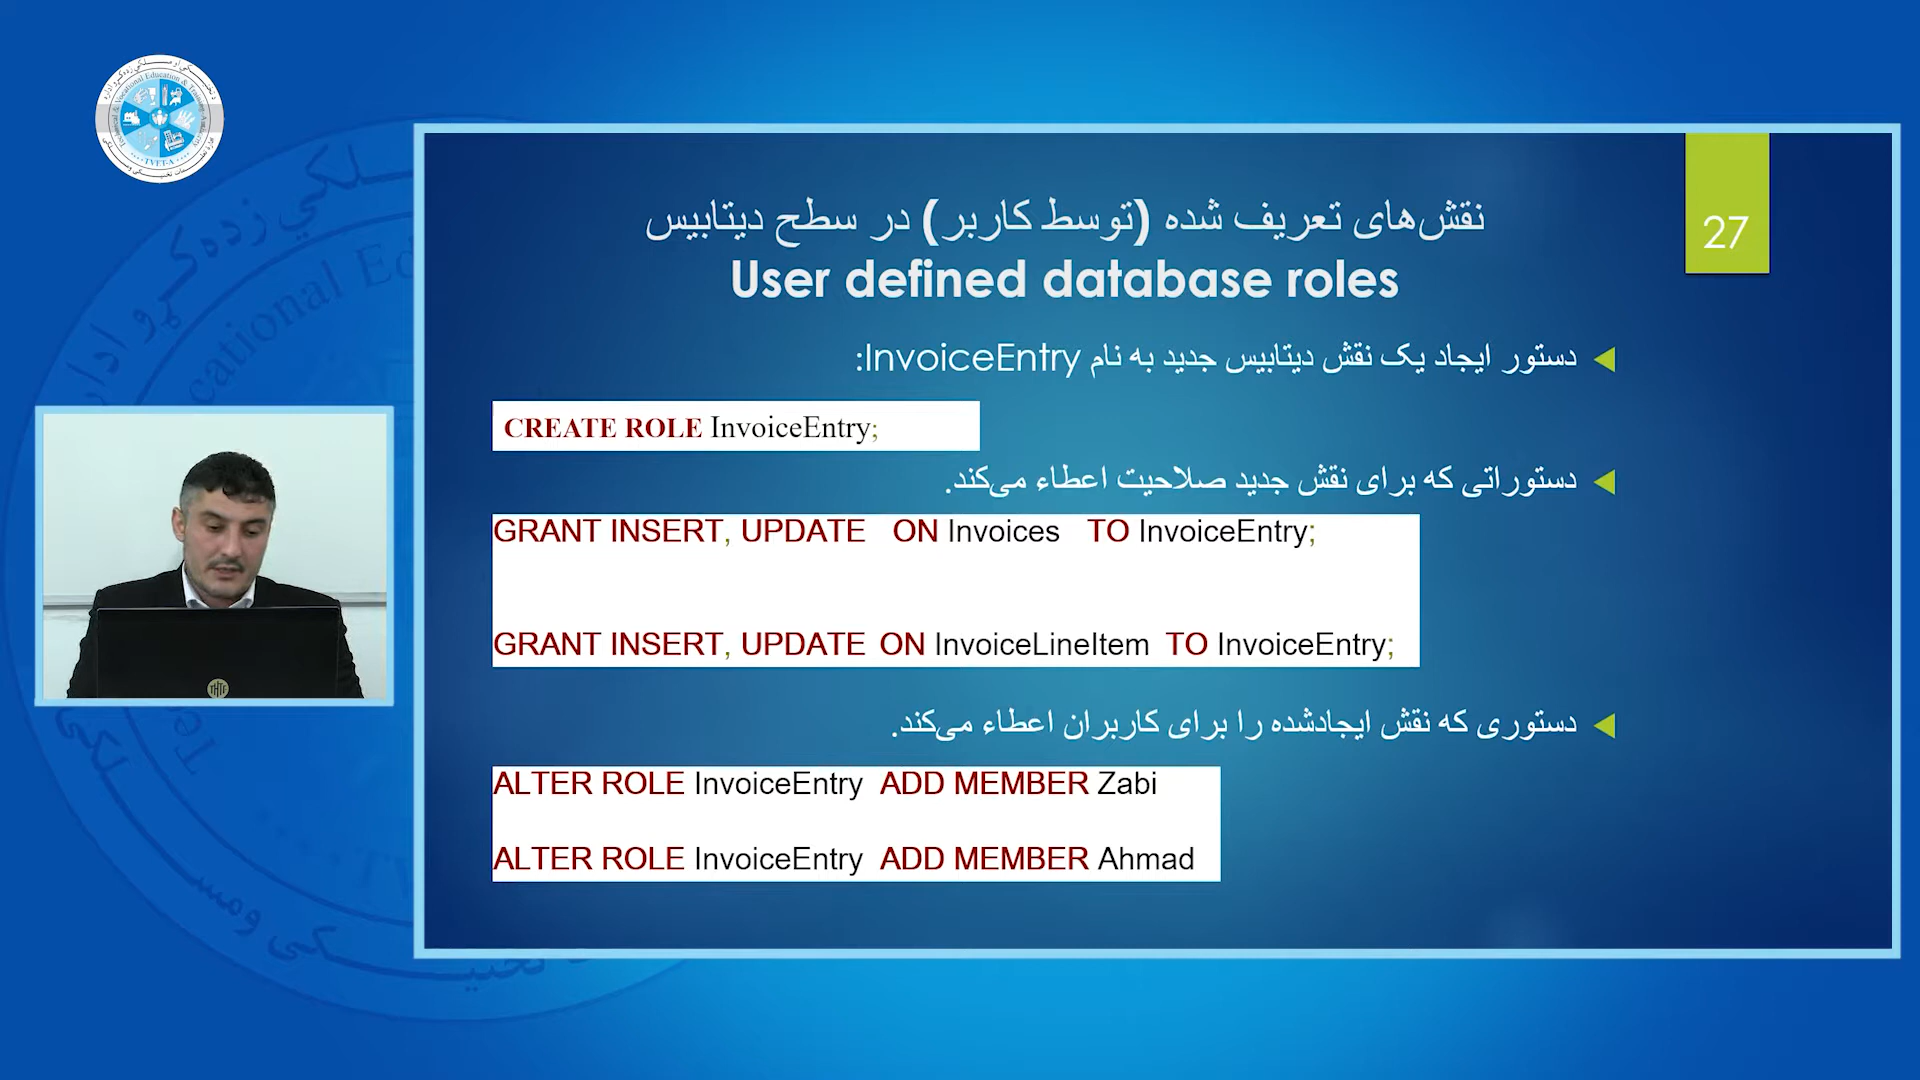 نقش‌های تعریف شده (توسط کاربر) در سطح دیتابیس
User defined database roles
27
دستور ایجاد یک نقش دیتابیس جدید به نام InvoiceEntry:
CREATE ROLE InvoiceEntry;
دستوراتی که برای نقش جدید صلاحیت اعطاء می‌کند.
GRANT INSERT, UPDATE ON Invoices TO InvoiceEntry;
GRANT INSERT, UPDATE ON InvoiceLineItem TO InvoiceEntry;
دستوری که نقش ایجادشده را برای کاربران اعطاء می‌کند.
ALTER ROLE InvoiceEntry ADD MEMBER Zabi
ALTER ROLE InvoiceEntry ADD MEMBER Ahmad
TVET-A